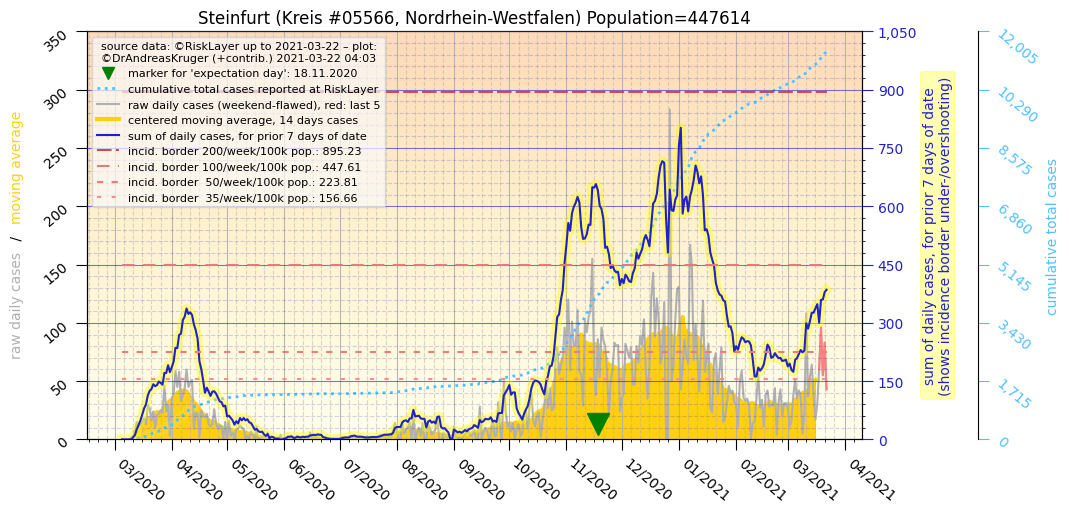 Steinfurt (Kreis #05566, Nordrhein-Westfalen) Population=447614
source data: ©RiskLayer up to 2021-03-22 – plot:
©DrAndreasKruger (+contrib.) 2021-03-22 04:03
marker for 'expectation day': 18.11.2020
cumulative total cases reported at RiskLayer
raw daily cases (weekend-flawed), red: last 5
centered moving average, 14 days cases
sum of daily cases, for prior 7 days of date
incid. border 200/week/100k pop.: 895.23
incid. border 100/week/100k pop.: 447.61
incid. border  50/week/100k pop.: 223.81
incid. border  35/week/100k pop.: 156.66
raw daily cases  /  moving average
350
300
250
200
150
100
50
0
03/2020
04/2020
05/2020
06/2020
07/2020
08/2020
09/2020
10/2020
11/2020
12/2020
01/2021
02/2021
03/2021
04/2021
1,050
900
750
600
450
300
150
0
sum of daily cases, for prior 7 days of date
(shows incidence border under-/overshooting)
12,005
10,290
8,575
6,860
5,145
3,430
1,715
0
cumulative total cases